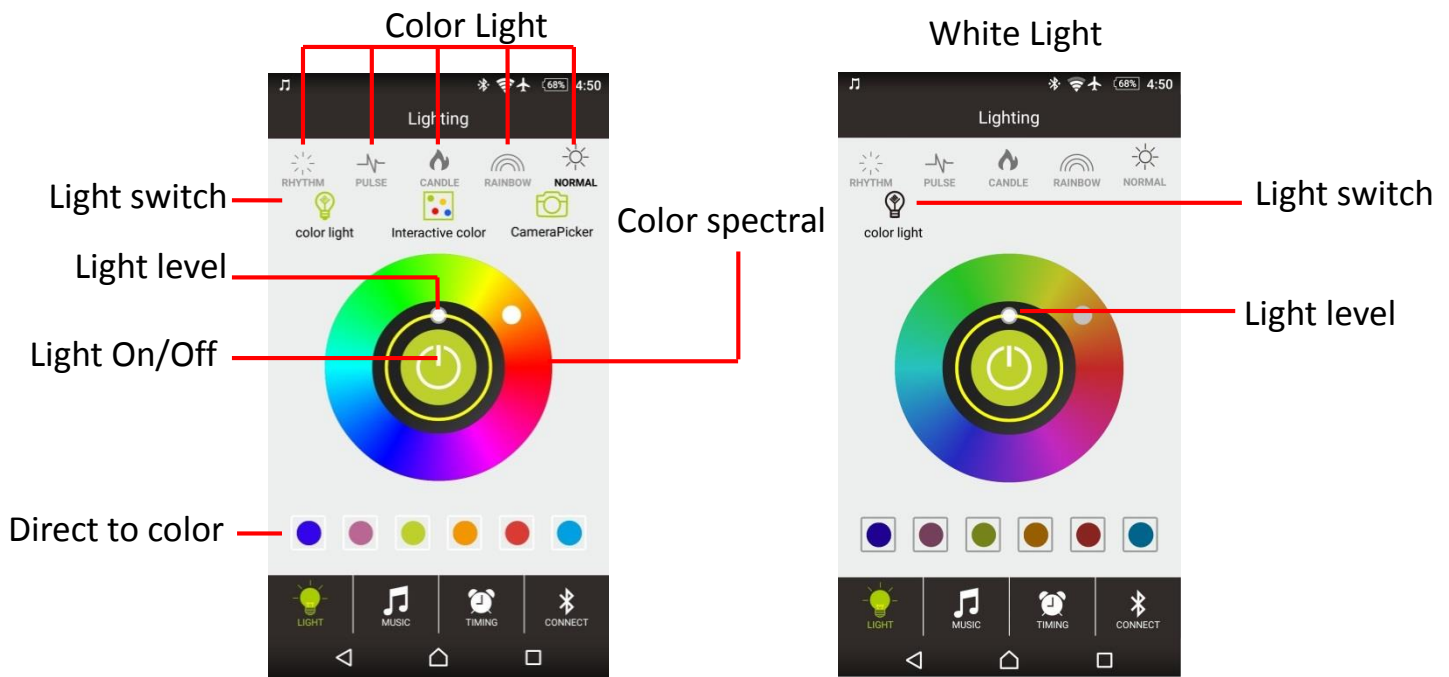 Color Light
White Light
68% 4:50
Lighting
RHYTHM PULSE CANDLE RAINBOW NORMAL
color light Interactive color CameraPicker
Light switch
Light level
Light On/Off
Direct to color
Color spectral
LIGHT MUSIC TIMING CONNECT
68% 4:50
Lighting
RHYTHM PULSE CANDLE RAINBOW NORMAL
color light
Light switch
Light level
LIGHT MUSIC TIMING CONNECT